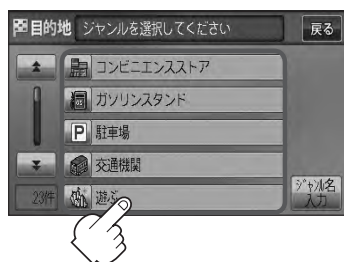 目的地 ジャンルを選択してください 戻る
コンビニエンスストア
ガソリンスタンド
P 駐車場
交通機関
23件 遊ぶ
ジャンル名
入力